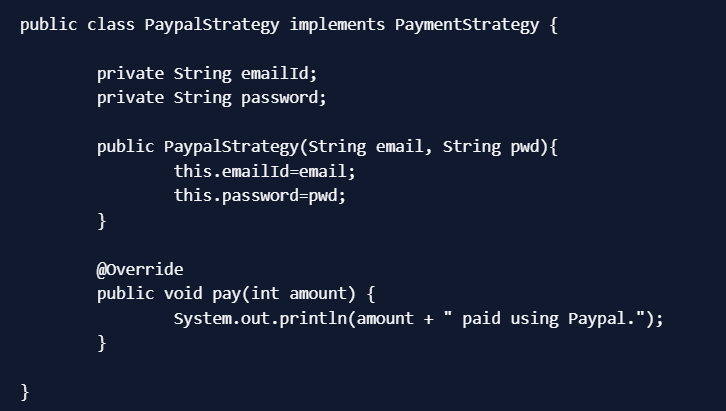 public class PaypalStrategy implements PaymentStrategy {
private String emailId;
private String password;
public PaypalStrategy(String email, String pwd){
this.emailId=email;
this.password=pwd;
}
@Override
public void pay(int amount) {
System.out.println(amount + " paid using Paypal.");
}
}